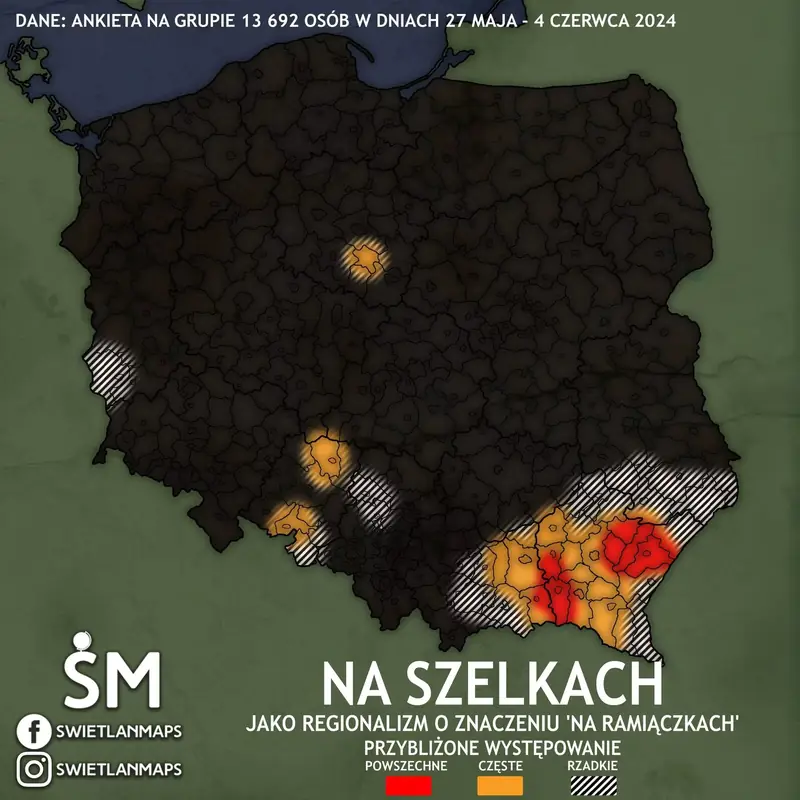 DANE: ANKIETA NA GRUPIE 13 692 OSÓB W DNIACH 27 MAJA - 4 CZERWCA 2024
ŚM
SWIETLANMAPS
SWIETLANMAPS
NA SZELKACH
JAKO REGIONALIZM O ZNACZENIU 'NA RAMIĄCZKACH'
PRZYBLIŻONE WYSTĘPOWANIE
POWSZECHNE CZĘSTE RZADKIE